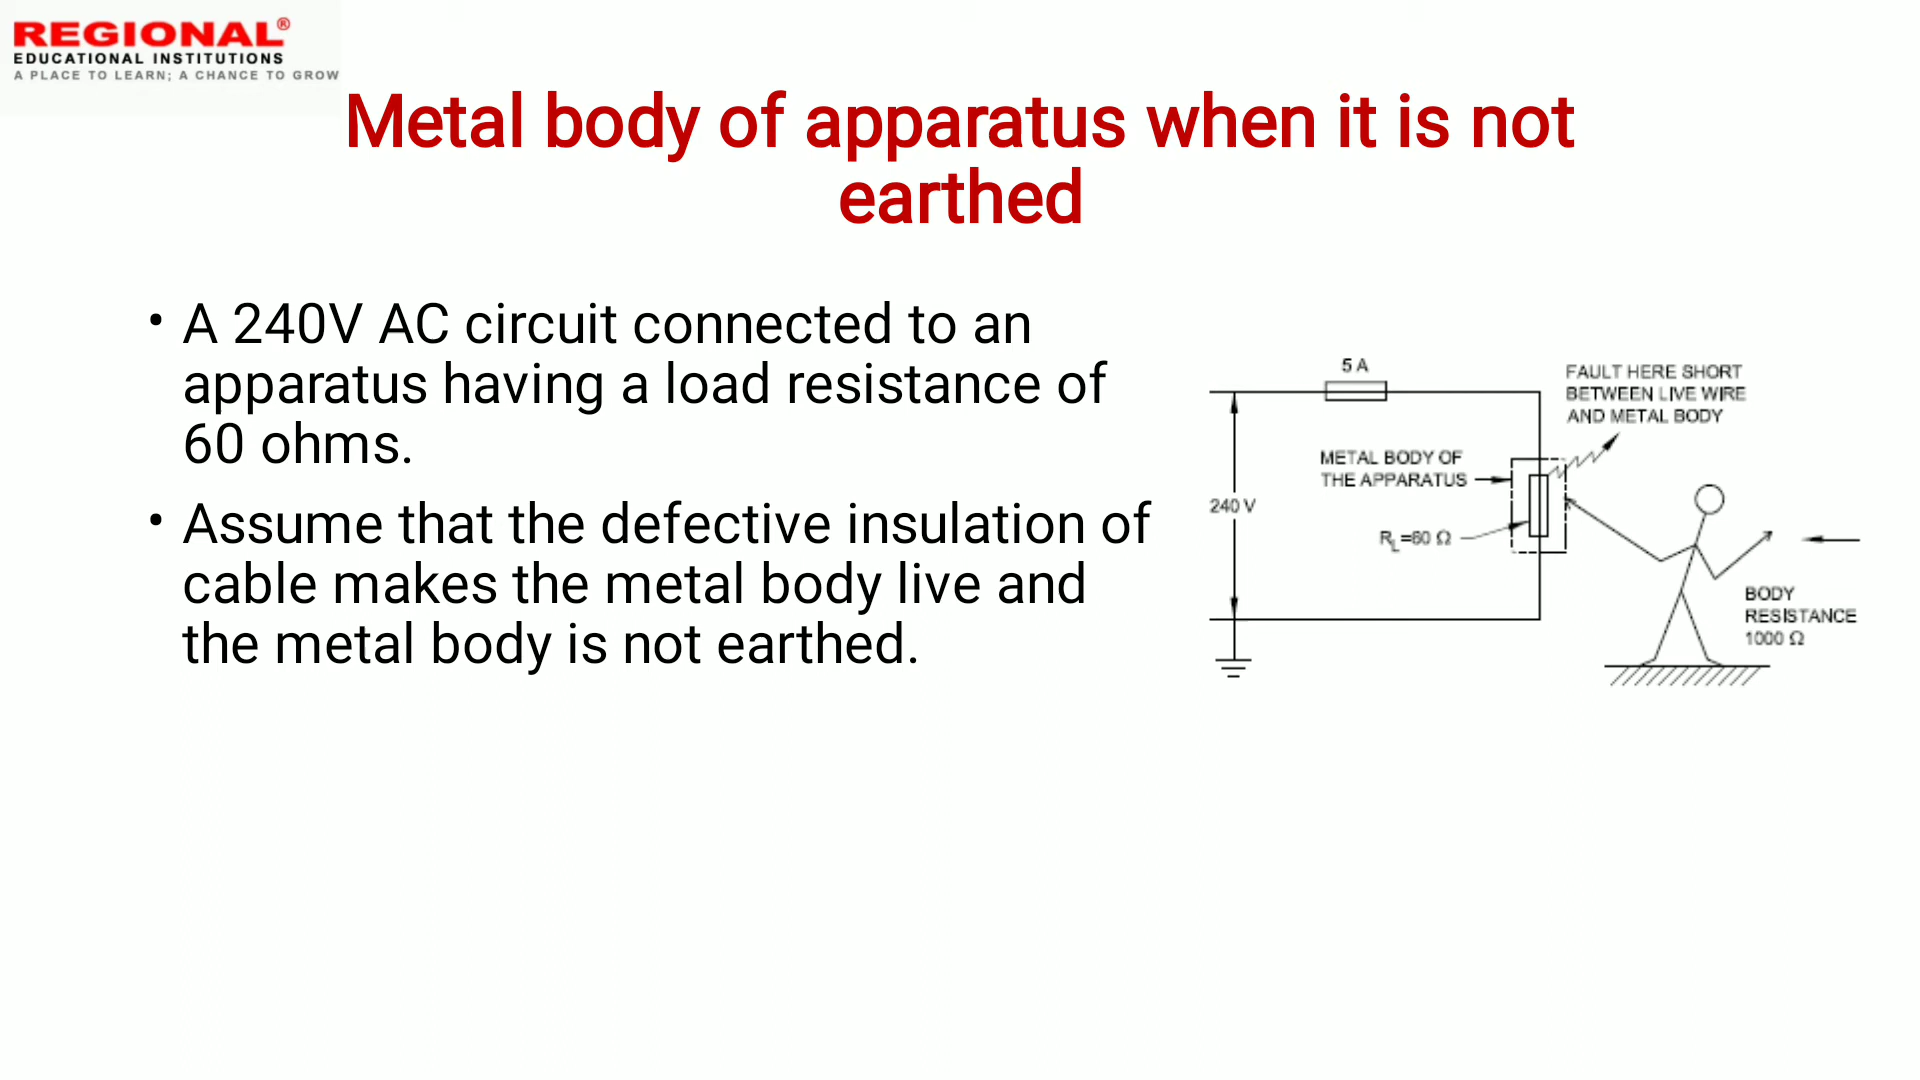 REGIONAL®
EDUCATIONAL INSTITUTIONS
A PLACE TO LEARN; A CHANCE TO GROW
Metal body of apparatus when it is not
earthed
• A 240V AC circuit connected to an
apparatus having a load resistance of
60 ohms.
• Assume that the defective insulation of
cable makes the metal body live and
the metal body is not earthed.
5 A
FAULT HERE SHORT
BETWEEN LIVE WIRE
AND METAL BODY
METAL BODY OF
THE APPARATUS
240 V
RL=60 Ω
BODY
RESISTANCE
1000 Ω